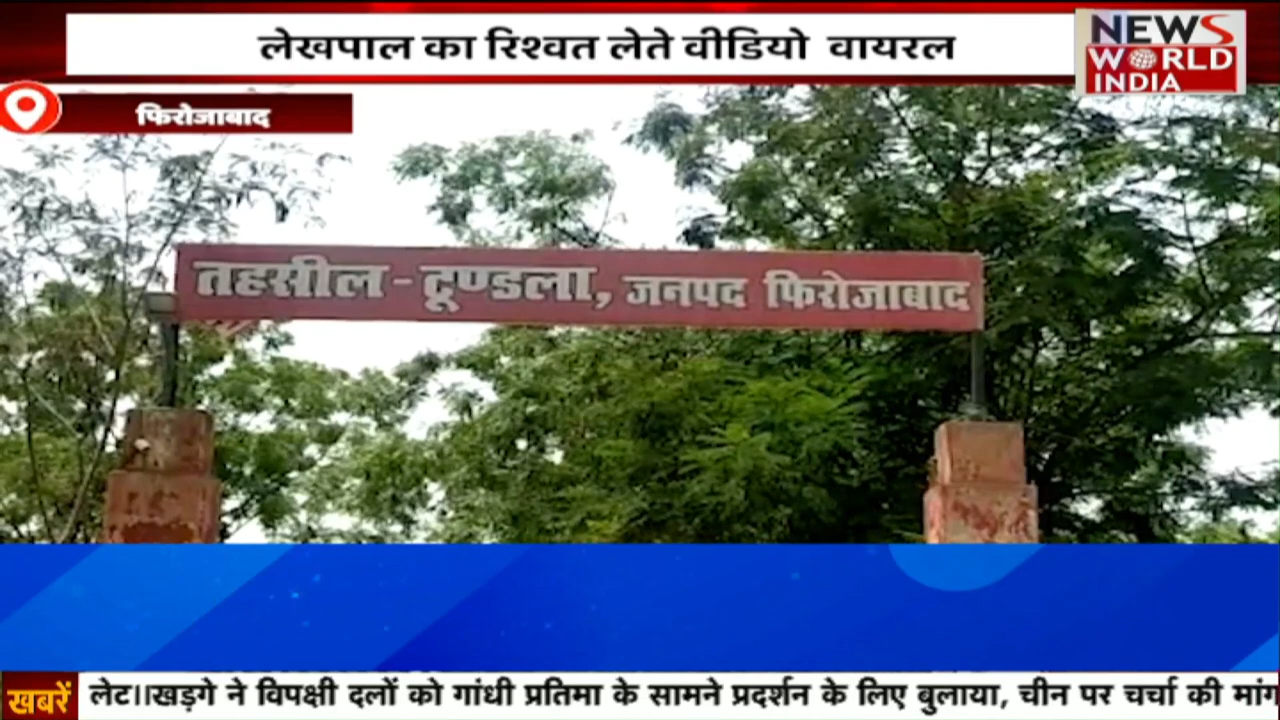 लेखपाल का रिश्वत लेते वीडियो वायरल
NEWS
WORLD
INDIA
फिरोजाबाद
तहसील - टूण्डला, जनपद फिरोजाबाद
खबरें
लेट॥खड़गे ने विपक्षी दलों को गांधी प्रतिमा के सामने प्रदर्शन के लिए बुलाया, चीन पर चर्चा की मांग